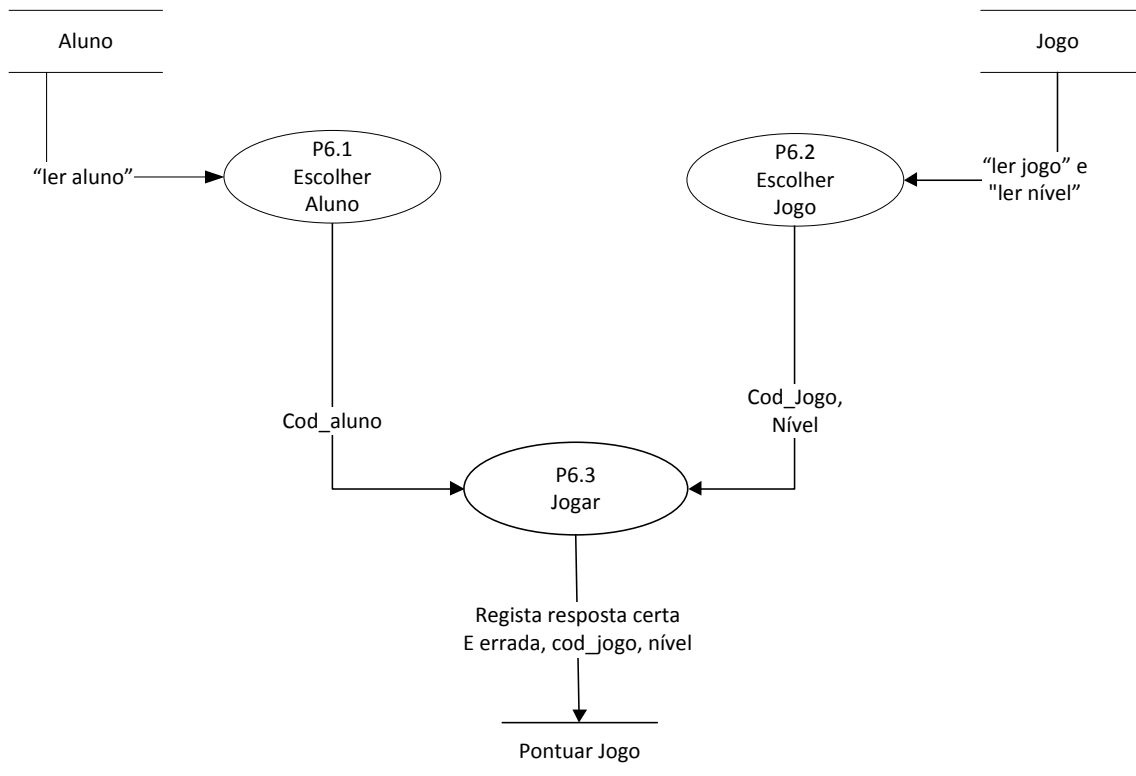 Aluno
Jogo
“ler aluno”
P6.1
Escolher
Aluno
P6.2
Escolher
Jogo
“ler jogo” e
"ler nível”
Cod_aluno
Cod_Jogo,
Nível
P6.3
Jogar
Regista resposta certa
E errada, cod_jogo, nível
Pontuar Jogo